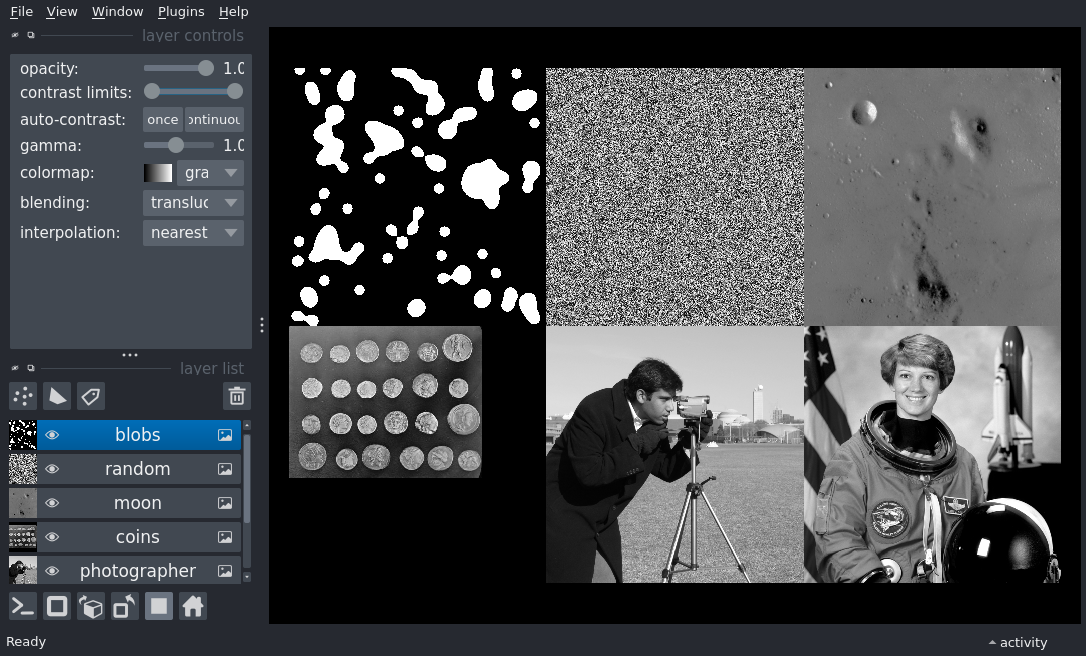 File View Window Plugins Help
layer controls
opacity: 1.0
contrast limits:
auto-contrast: once ontinuou
gamma: 1.0
colormap: gra
blending: transluc
interpolation: nearest
layer list
blobs
random
moon
coins
photographer
Ready
activity